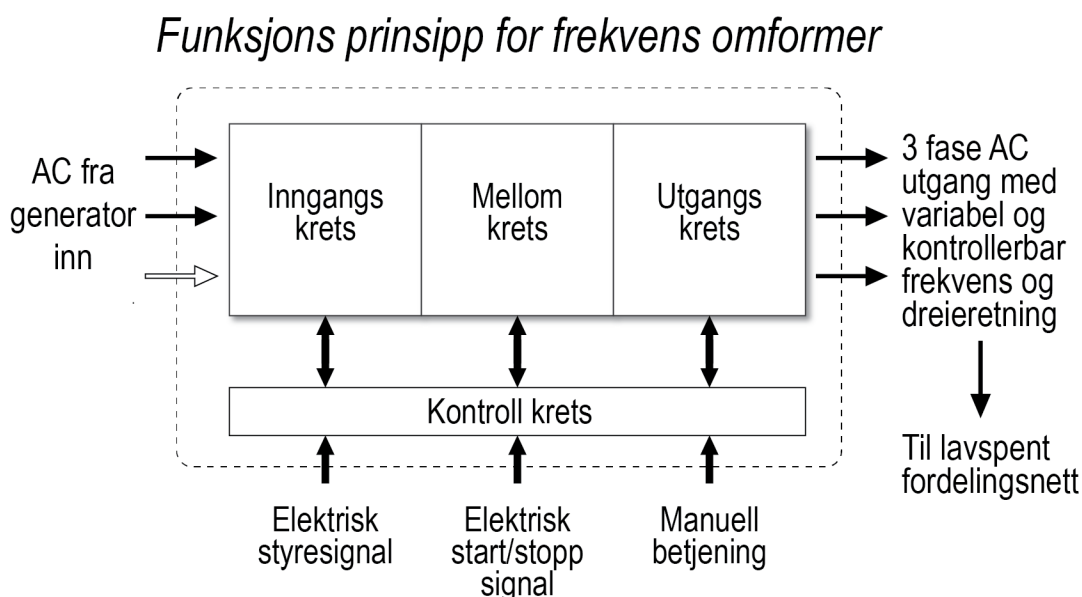 Funksjons prinsipp for frekvens omformer
AC fra
generator
inn
Inngangs
krets
Mellom
krets
Utgangs
krets
3 fase AC
utgang med
variabel og
kontrollerbar
frekvens og
dreieretning
Kontroll krets
Til lavspent
fordelingsnett
Elektrisk
styresignal
Elektrisk
start/stopp
signal
Manuell
betjening